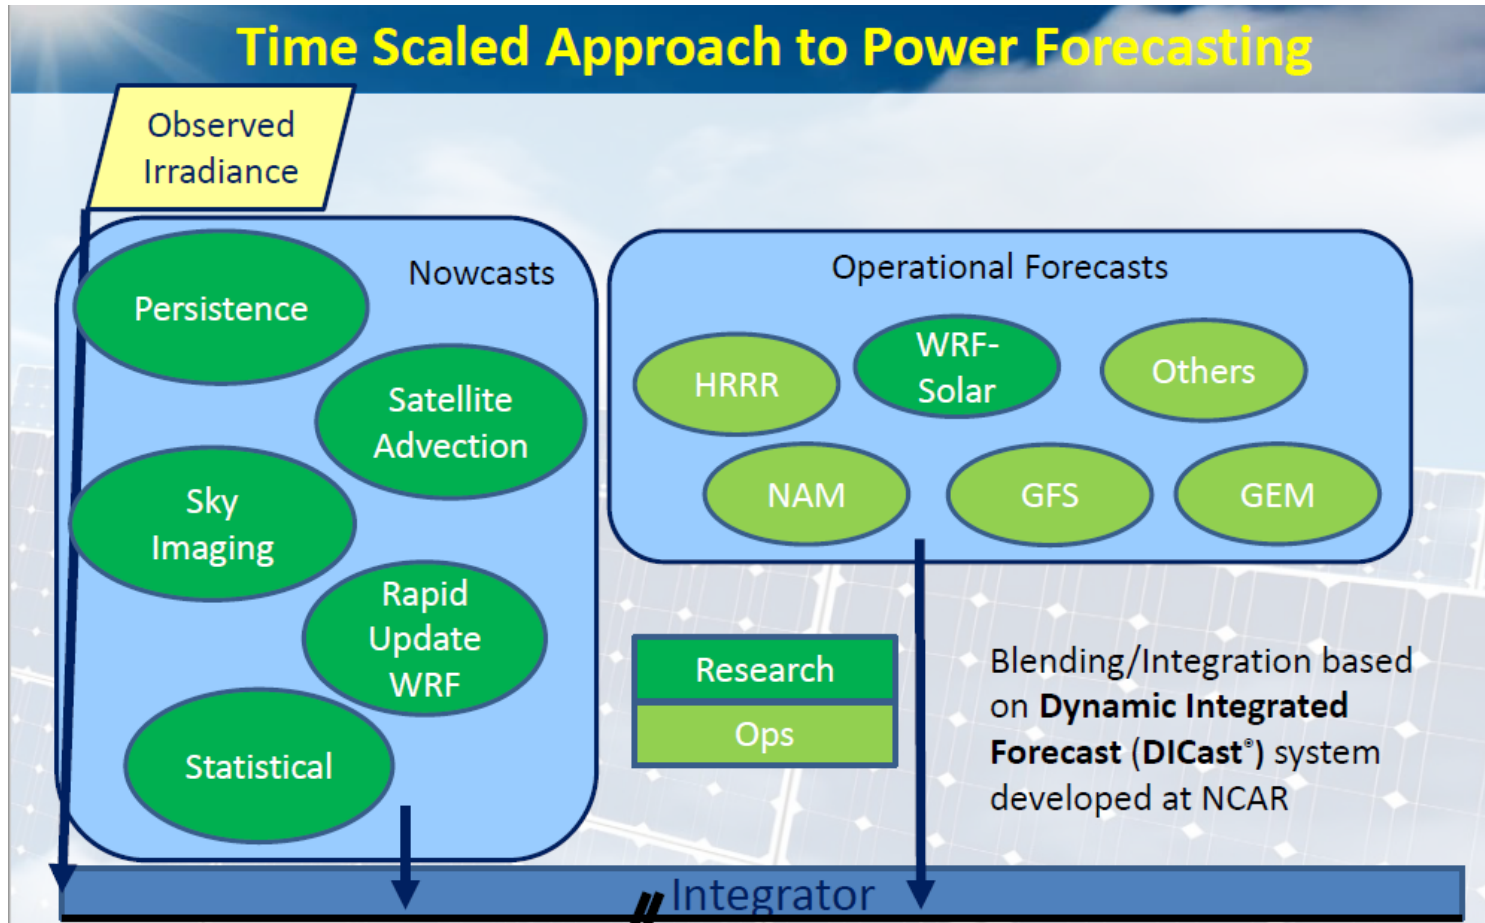 Time Scaled Approach to Power Forecasting
Observed
Irradiance
Nowcasts
Persistence
Satellite
Advection
Sky
Imaging
Rapid
Update
WRF
Statistical
Operational Forecasts
HRRR
WRF-
Solar
Others
NAM
GFS
GEM
Research
Ops
Blending/Integration based
on Dynamic Integrated
Forecast (DICast®) system
developed at NCAR
Integrator